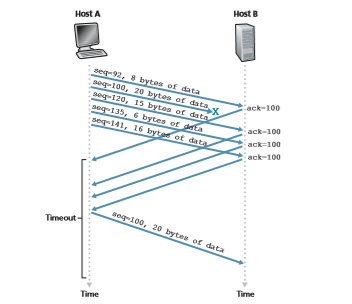 Host A
Host B
seq=92, 8 bytes of data
seq=100, 20 bytes of data
seq=120, 15 bytes of data
seq=135, 6 bytes of data
seq=141, 16 bytes of data
X
ack=100
ack=100
ack=100
ack=100
Timeout
seq=100, 20 bytes of data
Time
Time